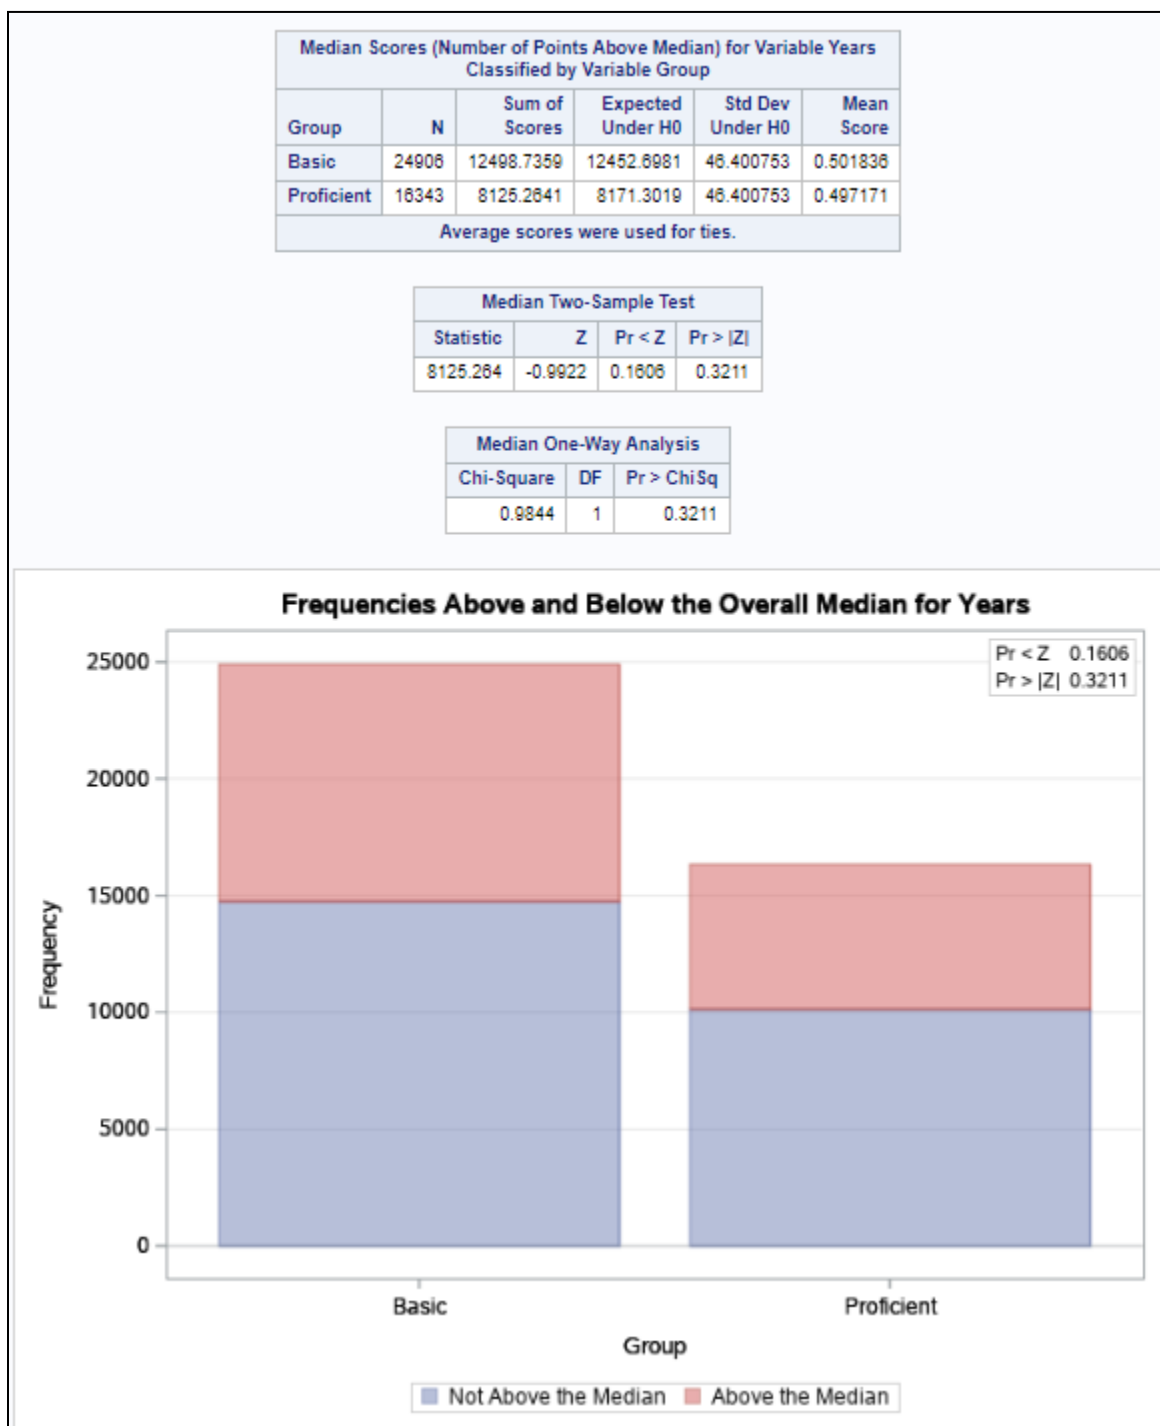 Median Scores (Number of Points Above Median) for Variable Years
Classified by Variable Group
Group N Sum of Scores Expected Under H0 Std Dev Under H0 Mean Score
Basic 24906 12498.7359 12452.6981 46.400753 0.501836
Proficient 16343 8125.2641 8171.3019 46.400753 0.497171
Average scores were used for ties.
Median Two-Sample Test
Statistic Z Pr < Z Pr > |Z|
8125.264 -0.9922 0.1606 0.3211
Median One-Way Analysis
Chi-Square DF Pr > ChiSq
0.9844 1 0.3211
Frequencies Above and Below the Overall Median for Years
Pr < Z 0.1606
Pr > |Z| 0.3211
25000
20000
15000
10000
5000
0
Frequency
Basic Proficient
Group
Not Above the Median Above the Median